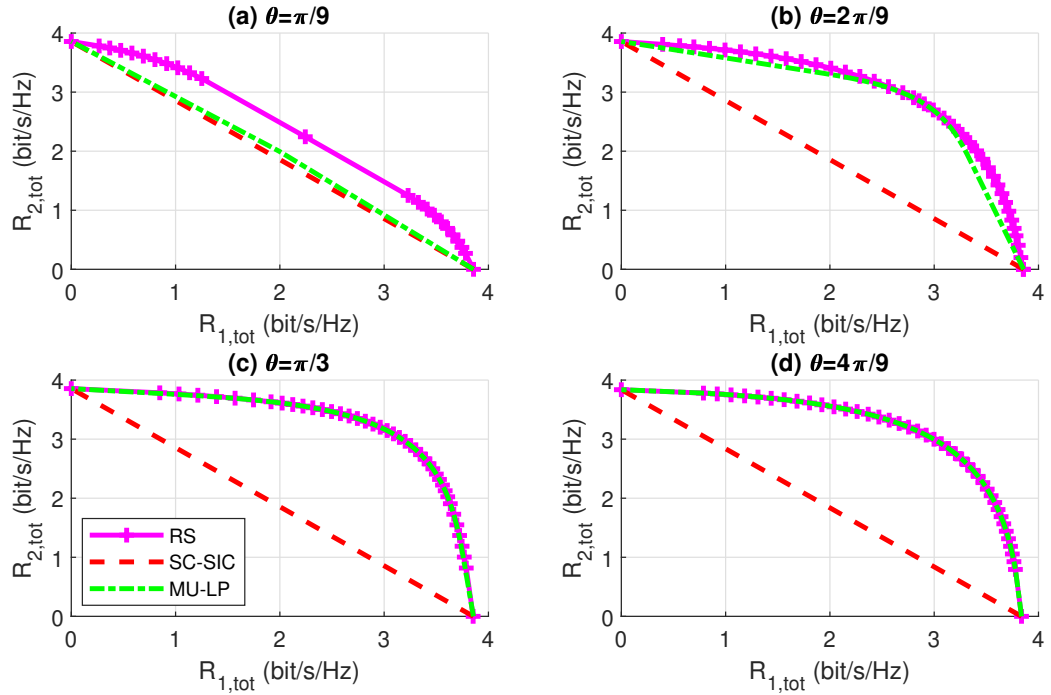 (a) θ=π/9
R2,tot (bit/s/Hz)
4
3
2
1
0
0 1 2 3 4
R1,tot (bit/s/Hz)
(b) θ=2π/9
R2,tot (bit/s/Hz)
4
3
2
1
0
0 1 2 3 4
R1,tot (bit/s/Hz)
(c) θ=π/3
R2,tot (bit/s/Hz)
4
3
2
1
0
RS
SC-SIC
MU-LP
0 1 2 3 4
R1,tot (bit/s/Hz)
(d) θ=4π/9
R2,tot (bit/s/Hz)
4
3
2
1
0
0 1 2 3 4
R1,tot (bit/s/Hz)